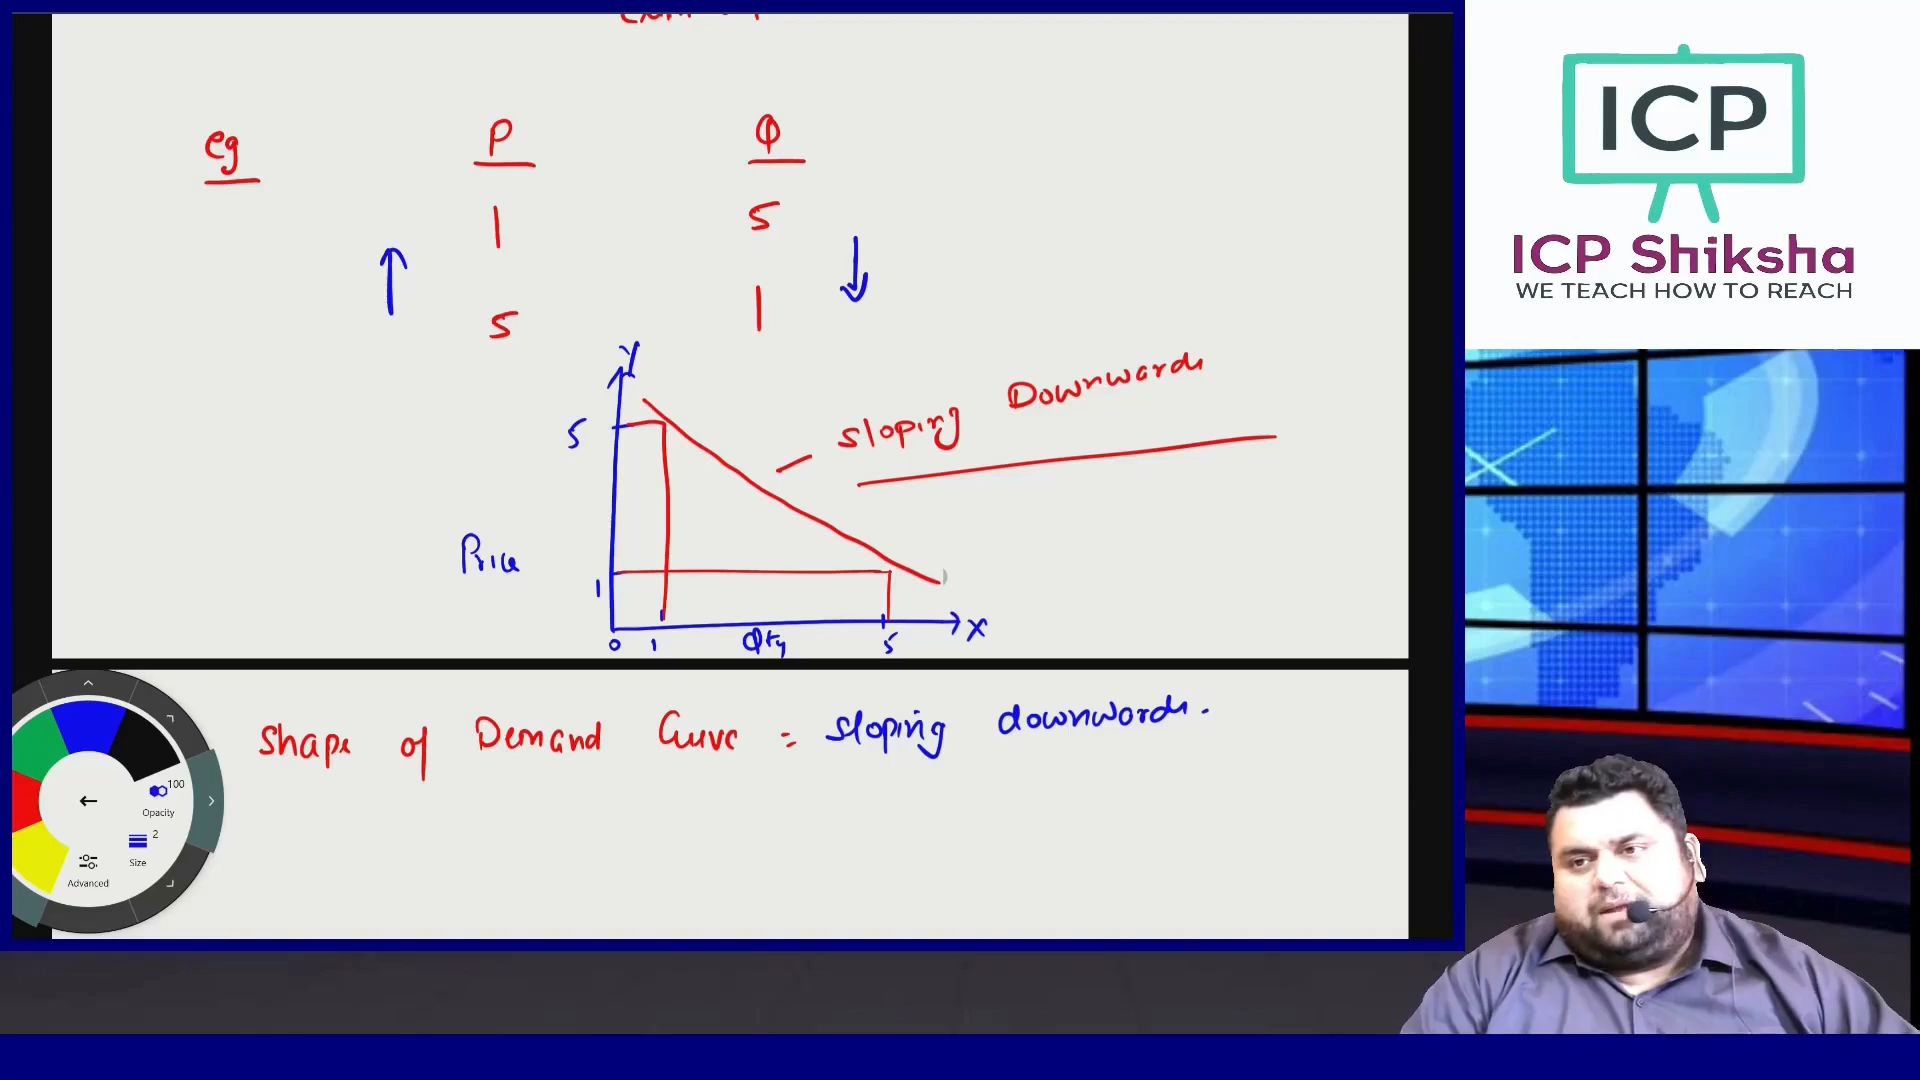 eg P Q
1 5
5 1
Y
5
sloping Downwards
Price
1
0 1 Qty 5 X
Shape of Demand Curve = sloping downwards.
100
Opacity
2
Size
Advanced
ICP
ICP Shiksha
WE TEACH HOW TO REACH